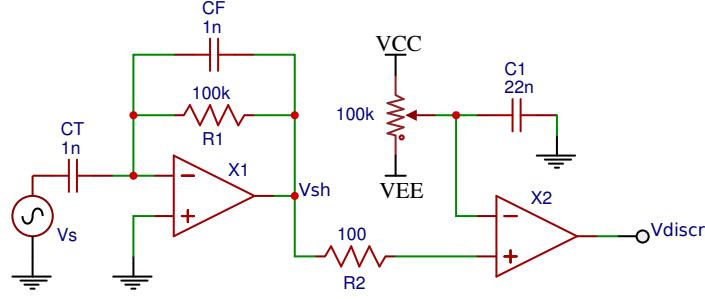 CF
1n
100k
R1
CT
1n
X1
Vsh
Vs
VCC
100k
VEE
C1
22n
X2
100
R2
Vdiscr